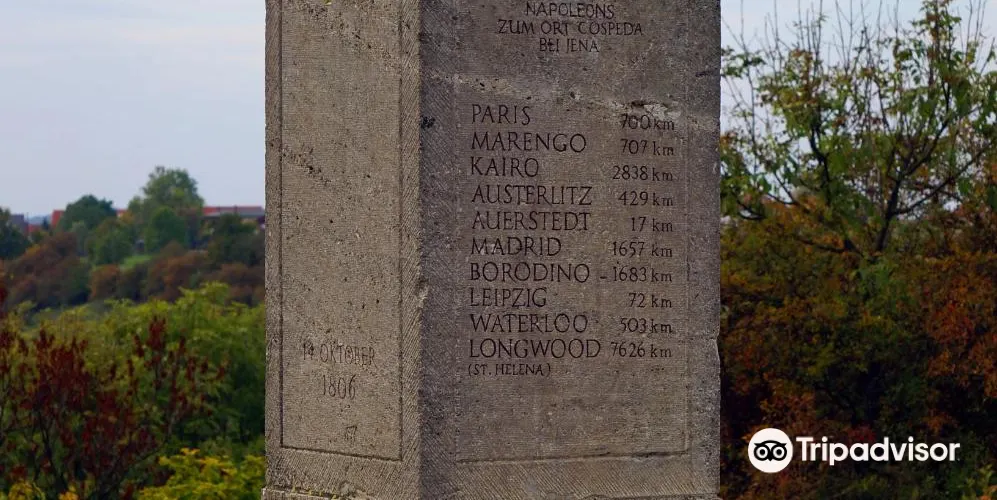 NAPOLEONS
ZUM ORT COSPEDA
BEI JENA
PARIS 700 km
MARENGO 707 km
KAIRO 2838 km
AUSTERLITZ 429 km
AUERSTEDT 17 km
MADRID 1657 km
BORODINO - 1683 km
LEIPZIG 72 km
WATERLOO 503 km
LONGWOOD 7626 km
(ST. HELENA)
14 OKTOBER
1806
Tripadvisor